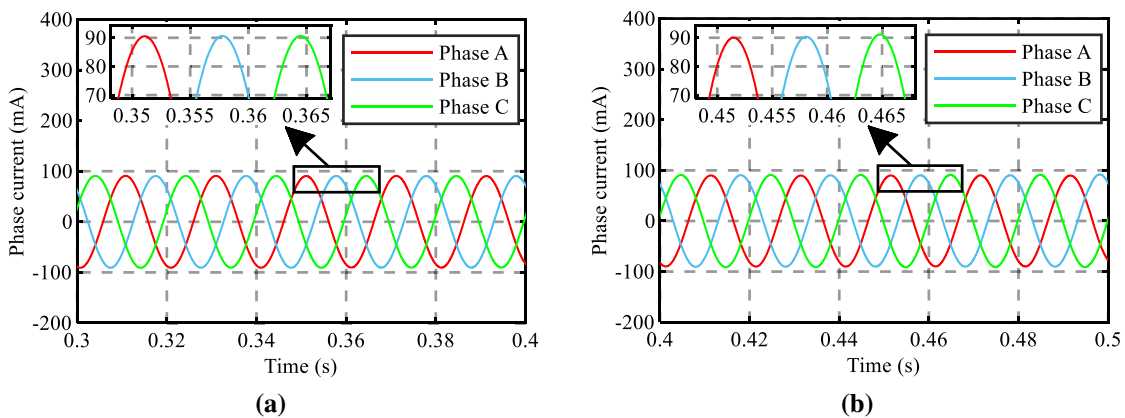 400
300
200
100
0
-100
-200
Phase current (mA)
90
80
70
0.35 0.355 0.36 0.365
Phase A
Phase B
Phase C
0.3 0.32 0.34 0.36 0.38 0.4
Time (s)
(a)
400
300
200
100
0
-100
-200
Phase current (mA)
90
80
70
0.45 0.455 0.46 0.465
Phase A
Phase B
Phase C
0.4 0.42 0.44 0.46 0.48 0.5
Time (s)
(b)